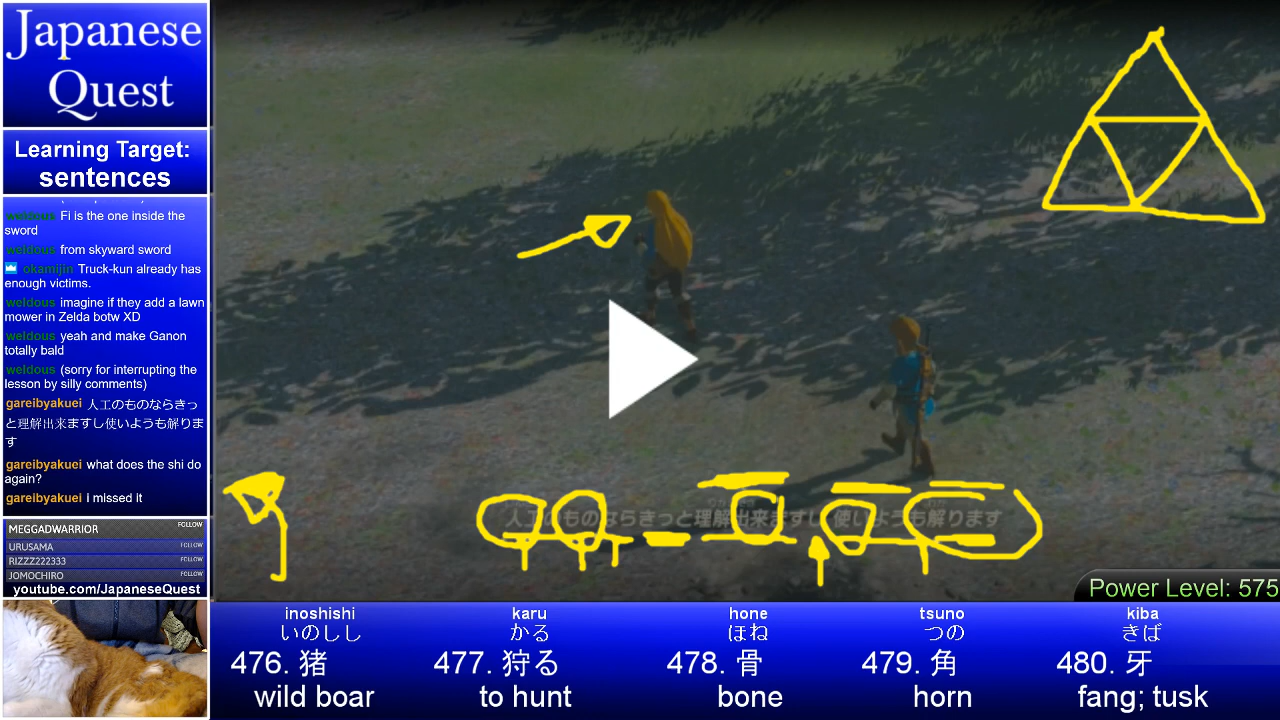 Japanese
Quest
Learning Target:
sentences
weldous Fi is the one inside the
sword
weldous from skyward sword
okamijin Truck-kun already has
enough victims.
weldous imagine if they add a lawn
mower in Zelda botw XD
weldous yeah and make Ganon
totally bald
weldous (sorry for interrupting the
lesson by silly comments)
gareibyakuei 人工のものならきっ
と理解出来ますし使いようも解りま
す
gareibyakuei what does the shi do
again?
gareibyakuei i missed it
MEGGADWARRIOR FOLLOW
URUSAMA FOLLOW
RIZZZ222333 FOLLOW
JOMOCHIRO FOLLOW
youtube.com/JapaneseQuest
人工のものならきっと理解出来ますし 使いようも解ります
Power Level: 575
inoshishi
いのしし
476. 猪
wild boar
karu
かる
477. 狩る
to hunt
hone
ほね
478. 骨
bone
tsuno
つの
479. 角
horn
kiba
きば
480. 牙
fang; tusk